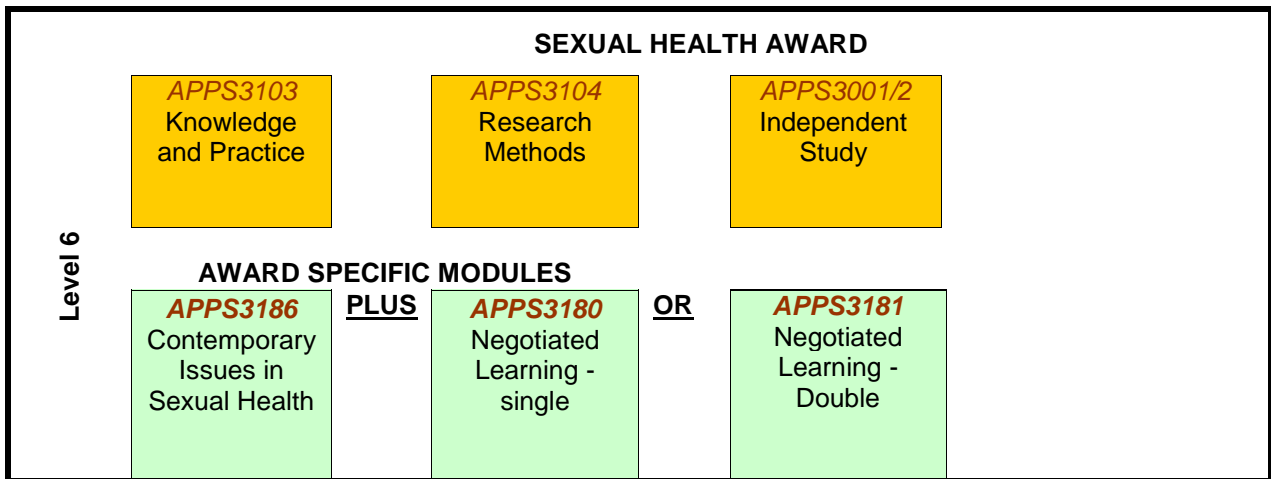 SEXUAL HEALTH AWARD
APPS3103
Knowledge
and Practice
APPS3104
Research
Methods
APPS3001/2
Independent
Study
Level 6
AWARD SPECIFIC MODULES
APPS3186
Contemporary
Issues in
Sexual Health
PLUS
APPS3180
Negotiated
Learning -
single
OR
APPS3181
Negotiated
Learning -
Double